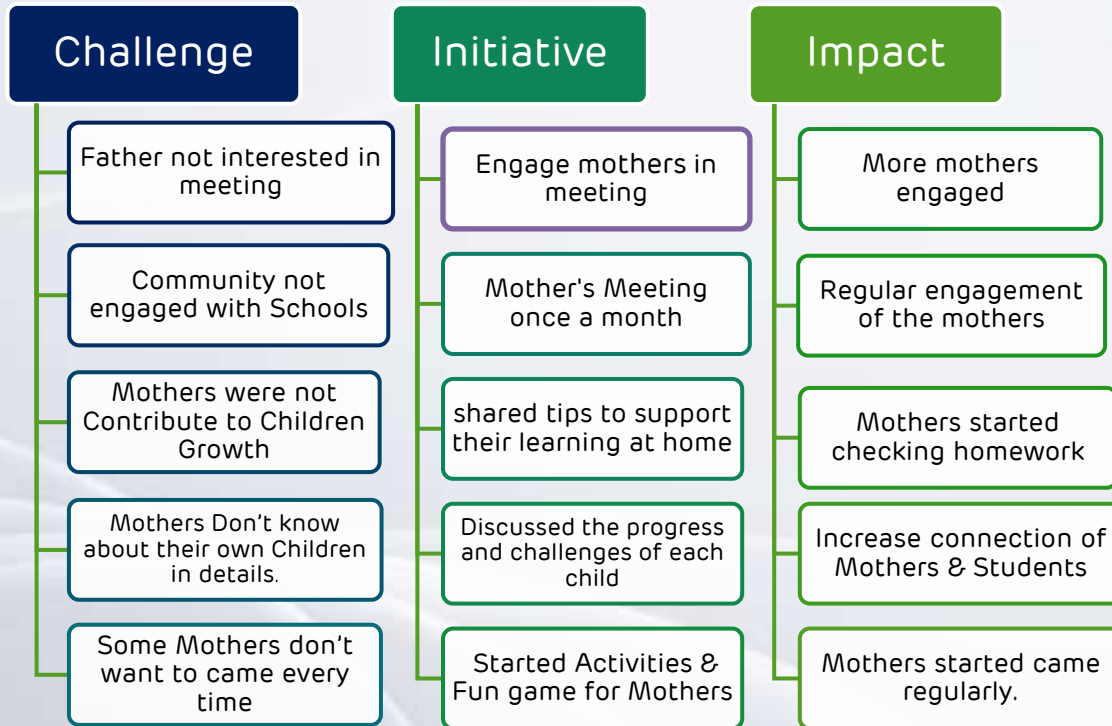 Challenge
Father not interested in
meeting
Community not
engaged with Schools
Mothers were not
Contribute to Children
Growth
Mothers Don't know
about their own Children
in details.
Some Mothers don't
want to came every
time
Initiative
Engage mothers in
meeting
Mother's Meeting
once a month
shared tips to support
their learning at home
Discussed the progress
and challenges of each
child
Started Activities &
Fun game for Mothers
Impact
More mothers
engaged
Regular engagement
of the mothers
Mothers started
checking homework
Increase connection of
Mothers & Students
Mothers started came
regularly.